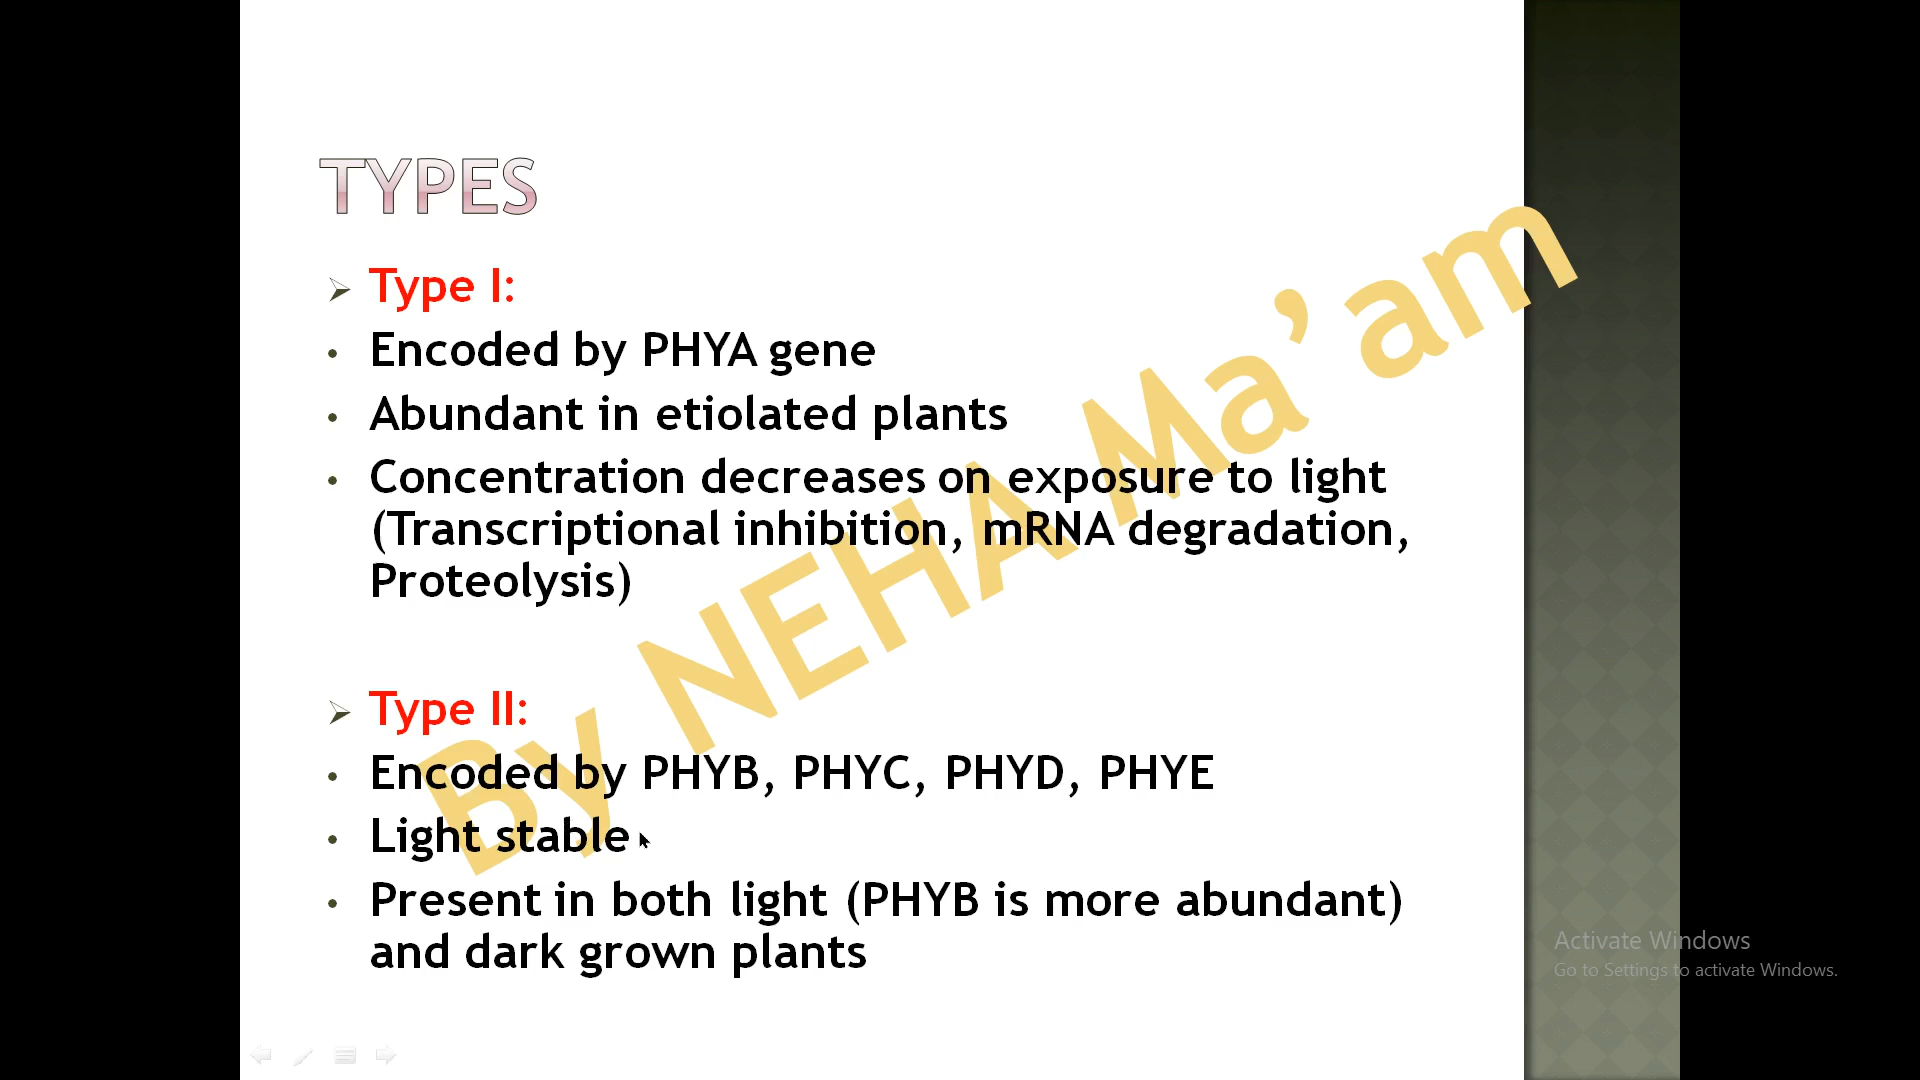 TYPES
Type I:
Encoded by PHYA gene
Abundant in etiolated plants
Concentration decreases on exposure to light
(Transcriptional inhibition, mRNA degradation,
Proteolysis)
Type II:
Encoded by PHYB, PHYC, PHYD, PHYE
Light stable
Present in both light (PHYB is more abundant)
and dark grown plants
By NEHA Ma’am
Activate Windows
Go to Settings to activate Windows.